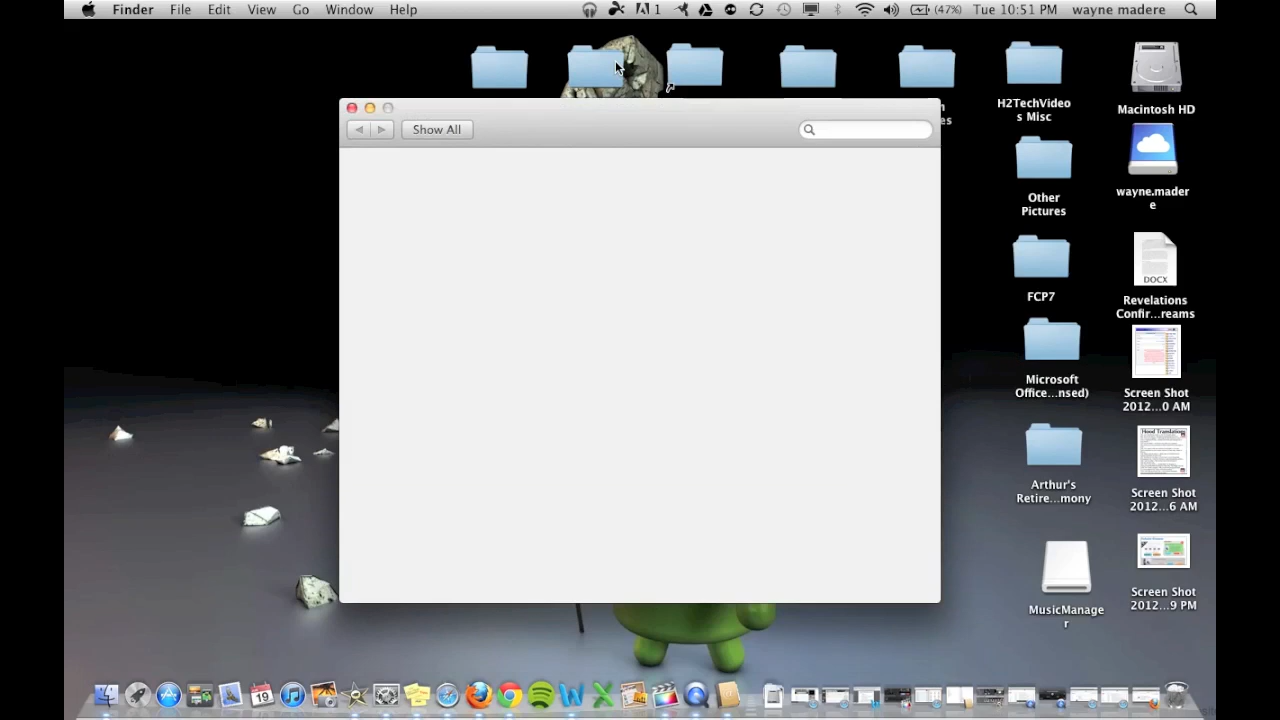 Finder File Edit View Go Window Help 1 (47%) Tue 10:51 PM wayne madere
Show All
H2TechVideo
s Misc
Macintosh HD
Other
Pictures
wayne.mader
e
DOCX
FCP7
Revelations
Confir...reams
Microsoft
Office...nsed)
Screen Shot
2012...0 AM
Arthur's
Retire...mony
Screen Shot
2012...6 AM
MusicManage
r
Screen Shot
2012...9 PM
19